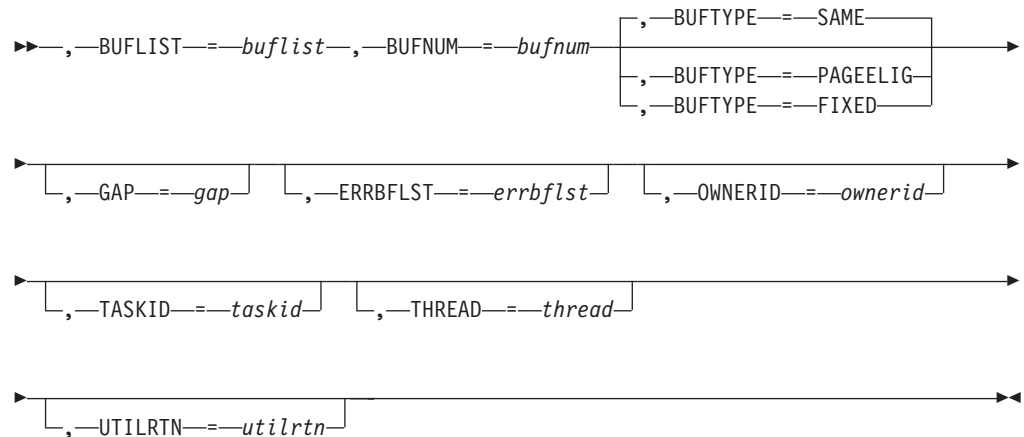 , BUFTYPE = SAME
, BUFLIST = buflist , BUFNUM = bufnum
, BUFTYPE = PAGEELIG
, BUFTYPE = FIXED
, GAP = gap , ERRBFLST = errbflst , OWNERID = ownerid
, TASKID = taskid , THREAD = thread
, UTILRTN = utilrtn